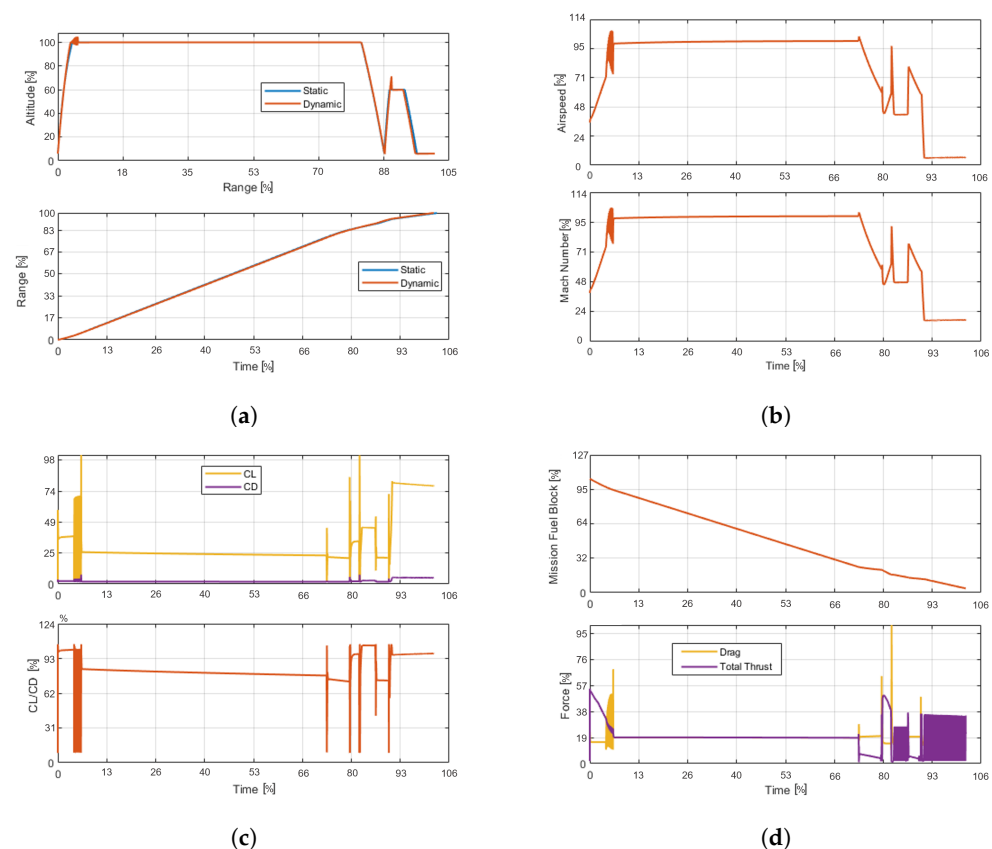 Altitude [%]
100
80
60
40
20
0
0 18 35 53 70 88 105
Range [%]
Static
Dynamic
Range [%]
100
83
67
50
33
17
0
0 13 26 40 53 66 80 93 106
Time [%]
Static
Dynamic
(a)
Airspeed [%]
114
95
71
48
24
0
0 13 26 40 53 66 80 93 106
Mach Number [%]
114
95
71
48
24
0
0 13 26 40 53 66 80 93 106
Time [%]
(b)
98
74
49
25
0
0 13 26 40 53 66 80 93 106
CL
CD
%
CL/CD [%]
124
93
62
31
0
0 13 26 40 53 66 80 93 106
Time [%]
(c)
Mission Fuel Block [%]
127
95
64
32
0
0 13 26 40 53 66 80 93 106
Force [%]
95
76
57
38
19
0
0 13 26 40 53 66 80 93 106
Time [%]
Drag
Total Thrust
(d)